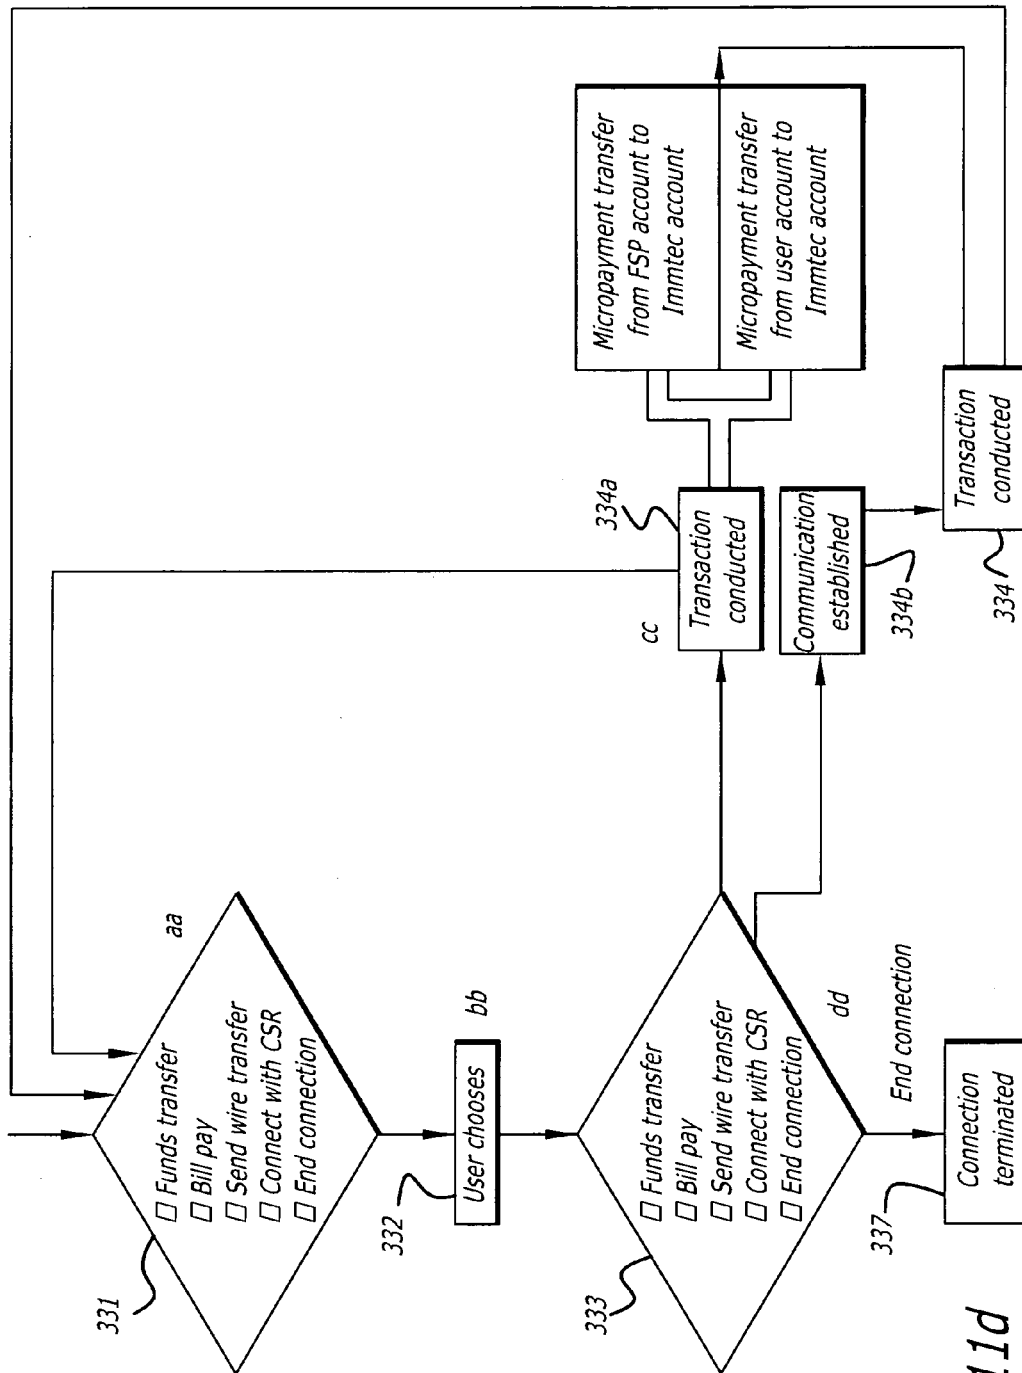 331
☐ Funds transfer
☐ Bill pay
☐ Send wire transfer
☐ Connect with CSR
☐ End connection
aa
332
User chooses
bb
333
☐ Funds transfer
☐ Bill pay
☐ Send wire transfer
☐ Connect with CSR
☐ End connection
dd
End connection
337
Connection
terminated
cc
334a
Transaction
conducted
Micropayment transfer
from FSP account to
Immtec account
Micropayment transfer
from user account to
Immtec account
Communication
established
334b
Transaction
conducted
334
11d